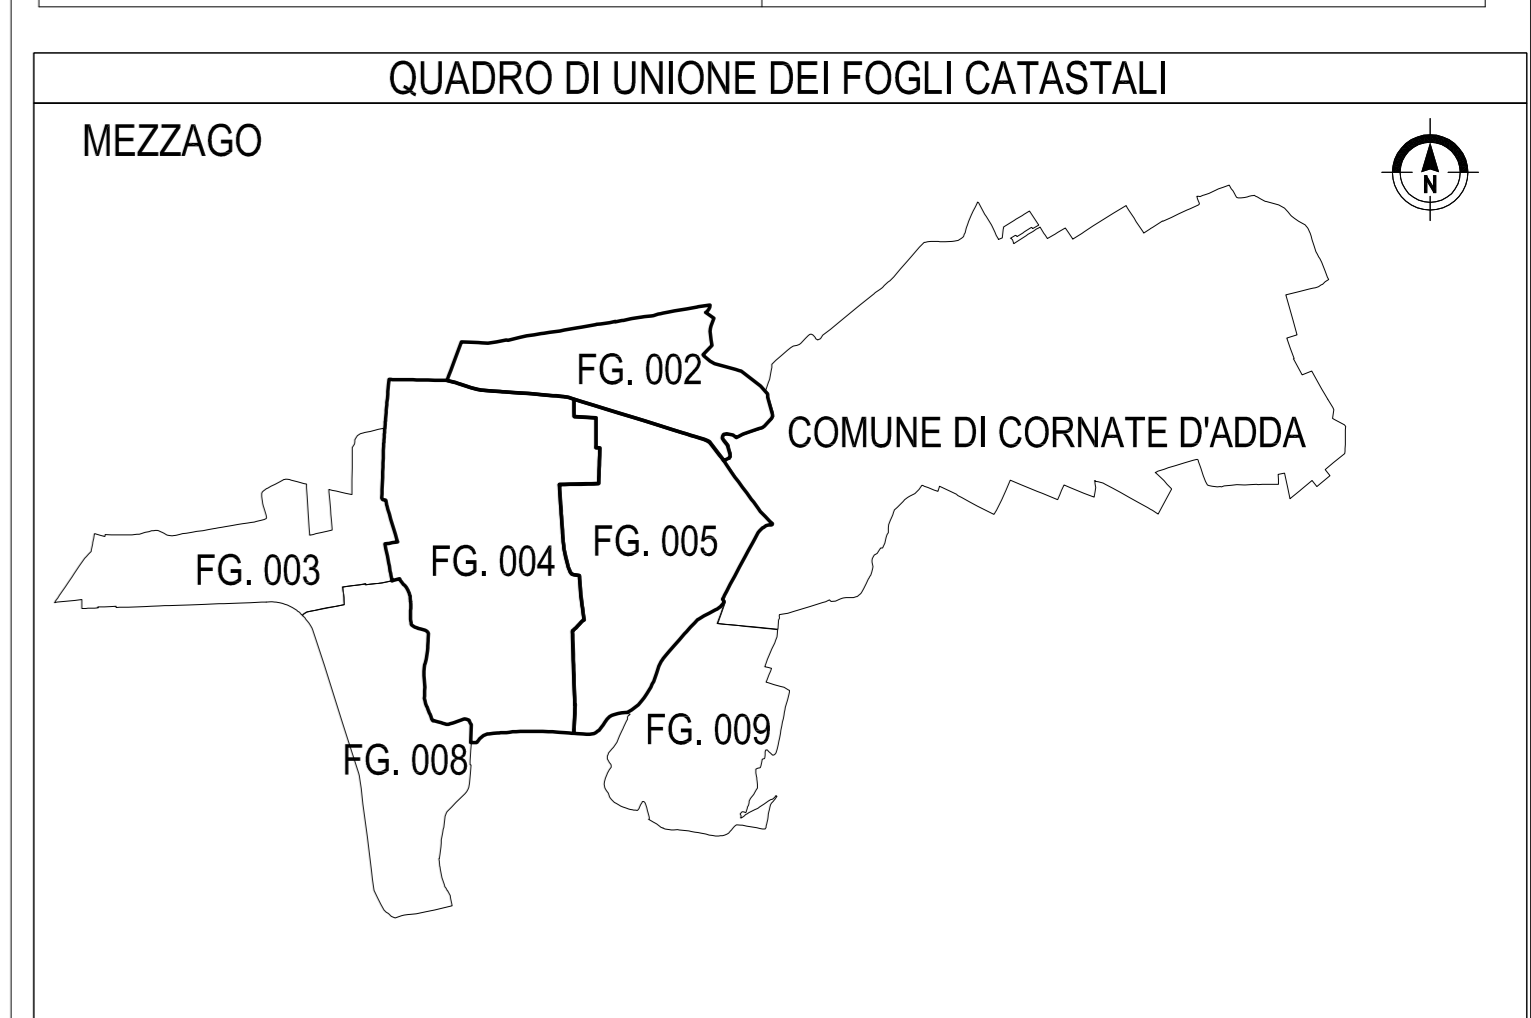 QUADRO DI UNIONE DEI FOGLI CATASTALI
MEZZAGO
N
FG. 002
COMUNE DI CORNATE D'ADDA
FG. 005
FG. 004
FG. 003
FG. 009
FG. 008